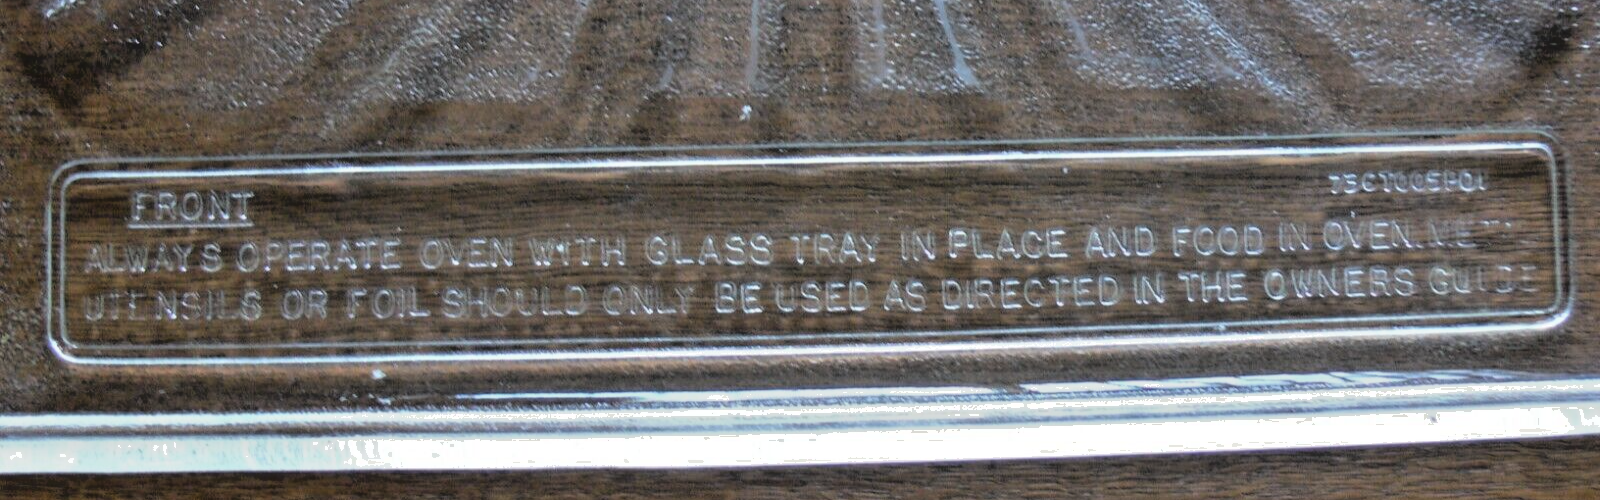 FRONT
ALWAYS OPERATE OVEN WITH GLASS TRAY IN PLACE AND FOOD IN OVEN.
UTENSILS OR FOIL SHOULD ONLY BE USED AS DIRECTED IN THE OWNERS GUIDE